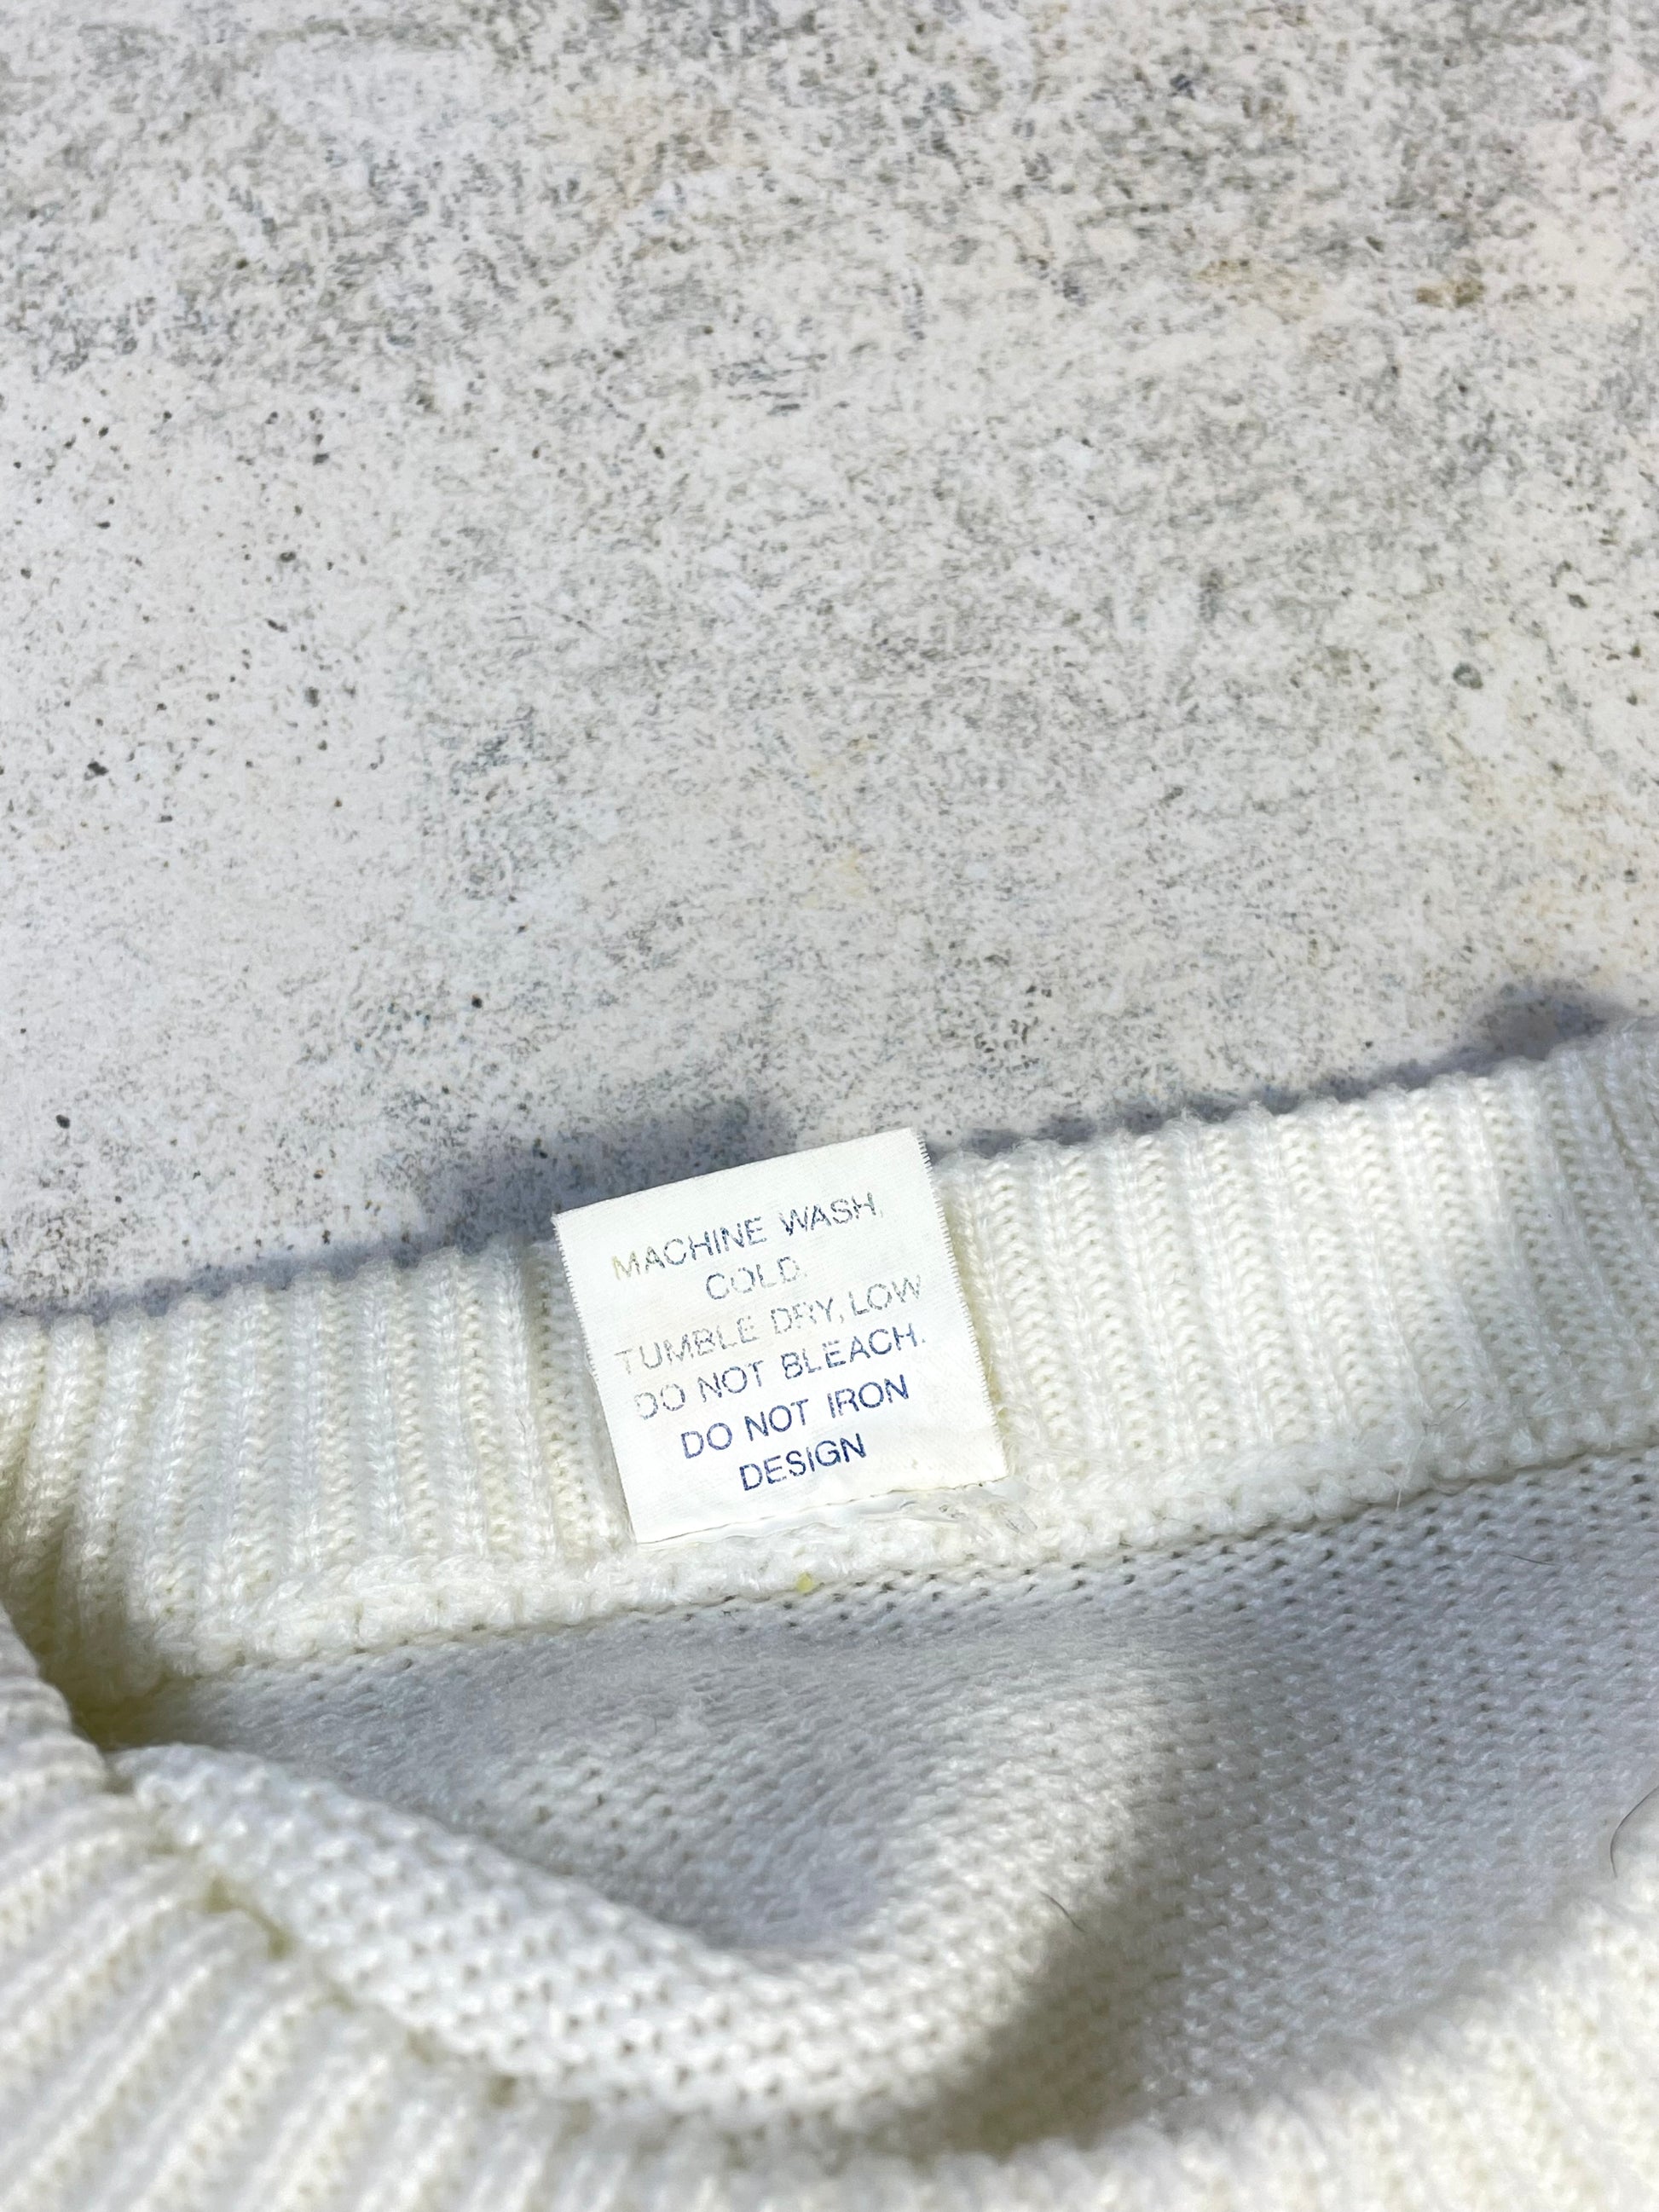 MACHINE WASH,
COLD.
TUMBLE DRY, LOW
DO NOT BLEACH.
DO NOT IRON
DESIGN